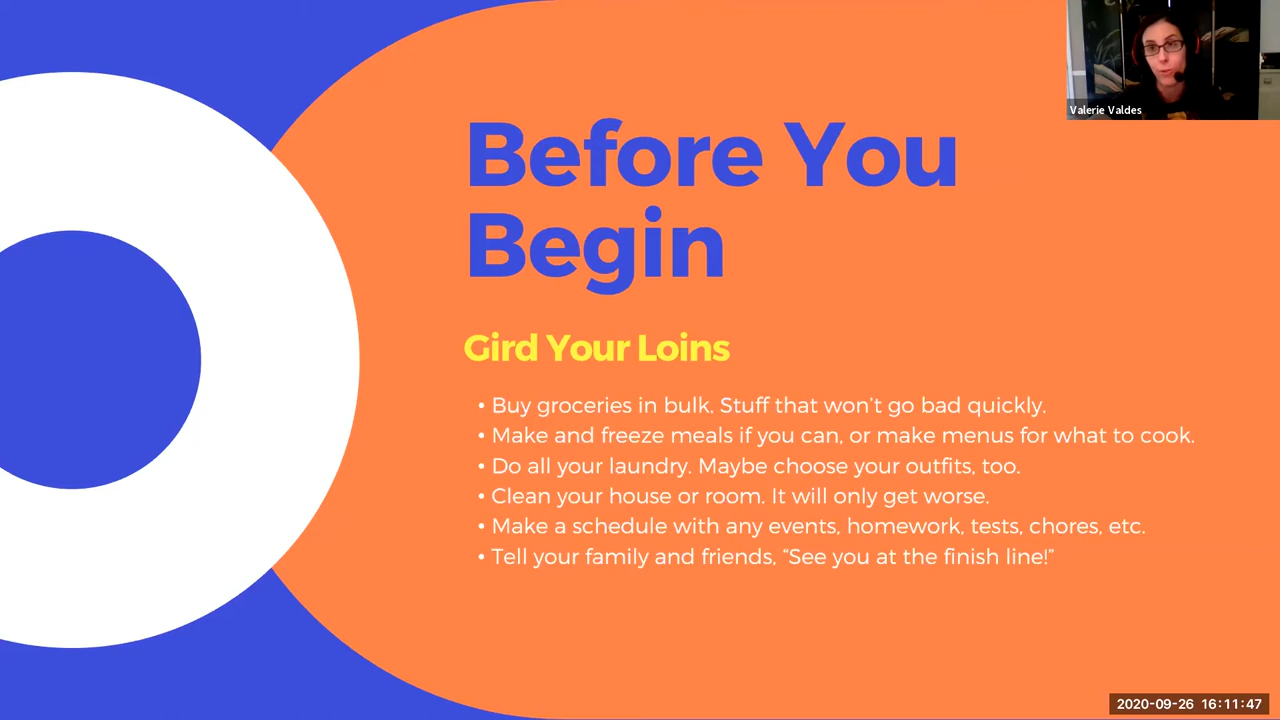 Valerie Valdes
Before You
Begin
Gird Your Loins
• Buy groceries in bulk. Stuff that won't go bad quickly.
• Make and freeze meals if you can, or make menus for what to cook.
• Do all your laundry. Maybe choose your outfits, too.
• Clean your house or room. It will only get worse.
• Make a schedule with any events, homework, tests, chores, etc.
• Tell your family and friends, “See you at the finish line!”
2020-09-26 16:11:47